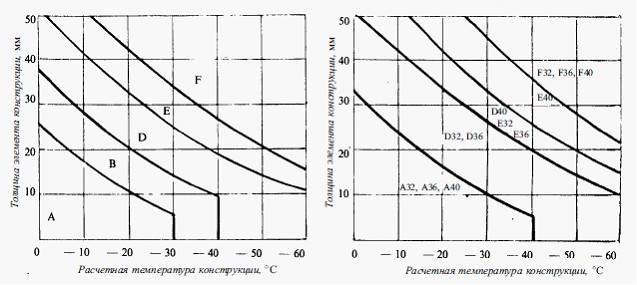 Толщина элемента конструкции, мм
50
40
30
20
10
F
E
D
B
A
0 — 10 — 20 — 30 — 40 — 50 — 60
Расчетная температура конструкции, °С
Толщина элемента конструкции, мм
50
40
30
20
10
F32, F36, F40
E40
D40
E32
D32, D36
E36
A32, A36, A40
0 — 10 — 20 — 30 — 40 — 50 — 60
Расчетная температура конструкции, °С